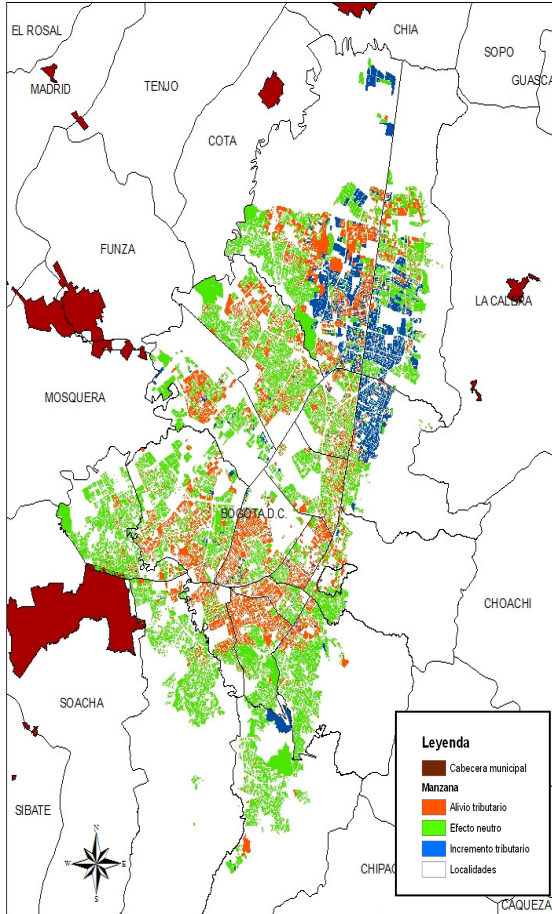 EL ROSAL
CHIA
SOPO
GUASCA
MADRID
TENJO
COTA
FUNZA
LA CALERA
MOSQUERA
BOGOTA D.C.
CHOACHI
SOACHA
SIBATE
N
W
E
S
Leyenda
Cabecera municipal
Manzana
Alivio tributario
Efecto neutro
Incremento tributario
Localidades
CHIPAQ
CAQUEZA